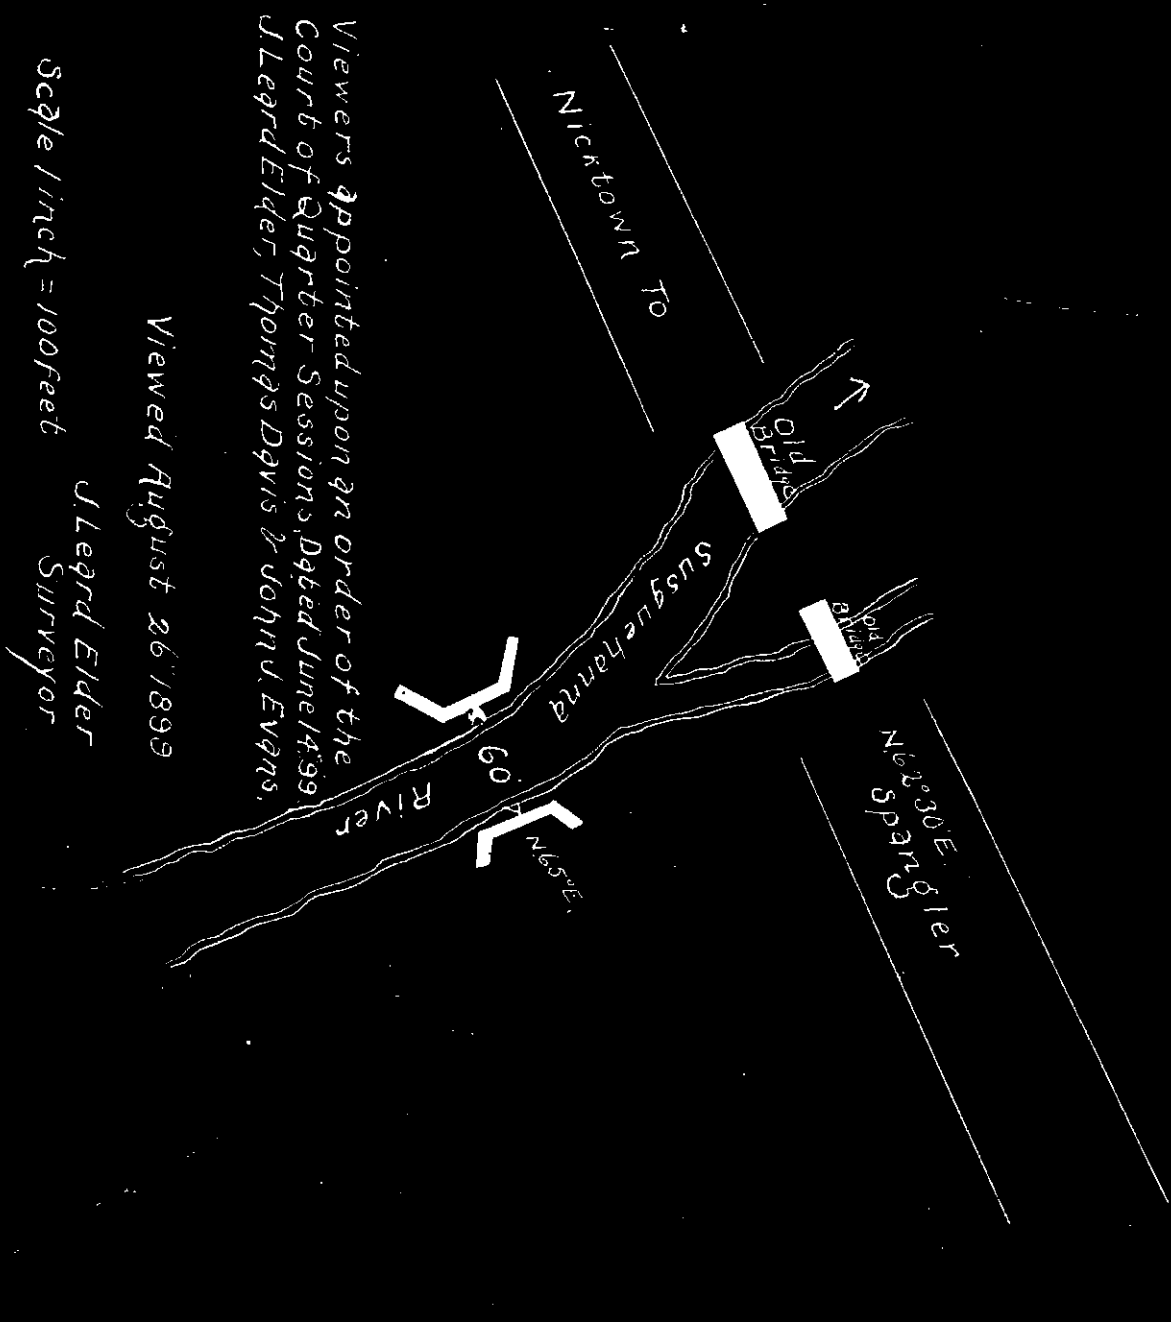 Nicktown To
Old
Bridge
Old
Bridge
N.62°30'E.
Spangler
Susquehanna
River
60'
N.65°E.
Viewers appointed upon an order of the
Court of Quarter Sessions, Dated June 14.99.
J. Leard Elder, Thomas Davis & John J. Evans.
Viewed August 26' 1899
Scale 1 inch = 100 feet
J. Leard Elder
Surveyor